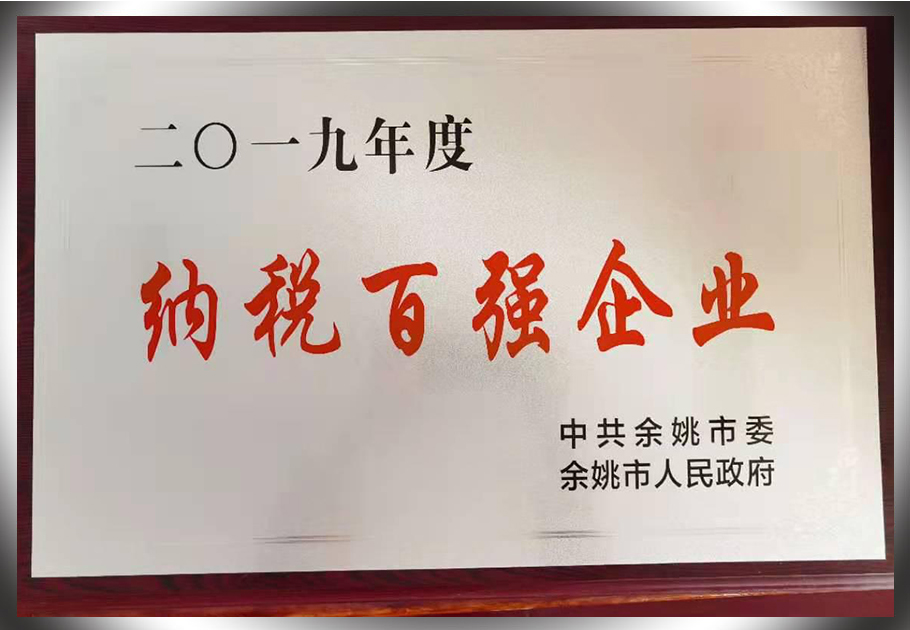 二〇一九年度
纳税百强企业
中共余姚市委
余姚市人民政府